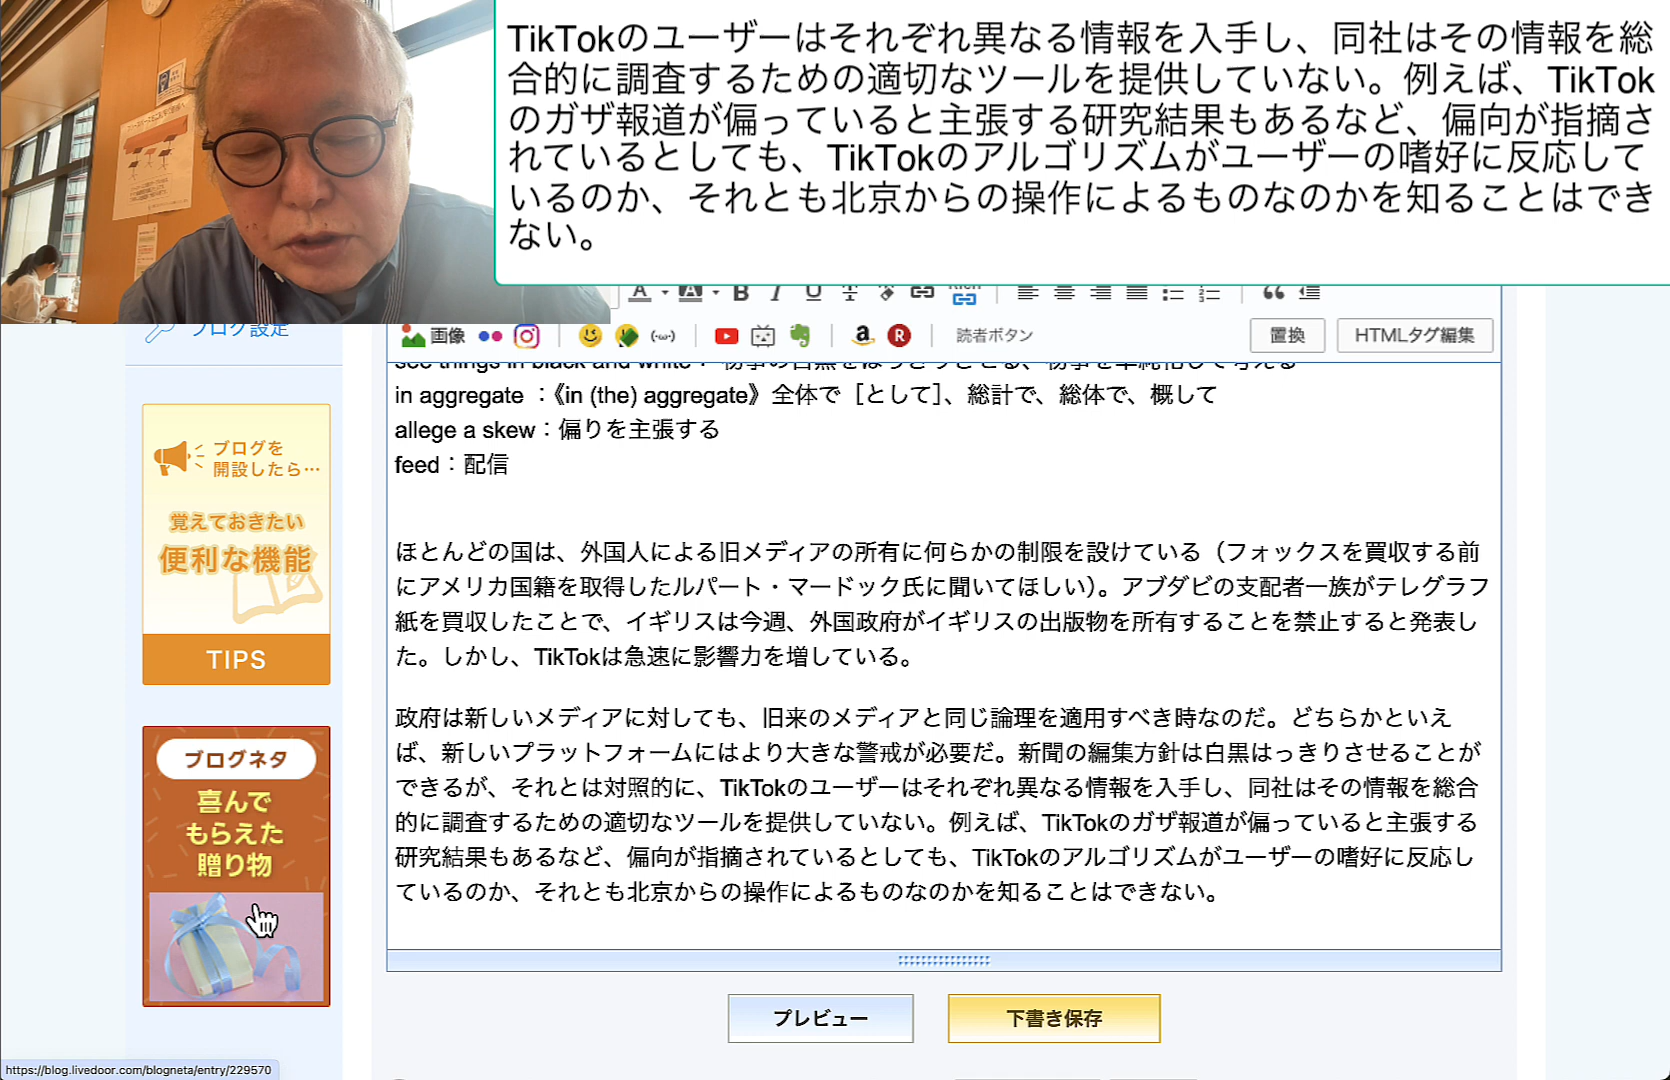 TikTokのユーザーはそれぞれ異なる情報を入手し、同社はその情報を総
合的に調査するための適切なツールを提供していない。例えば、TikTok
のガザ報道が偏っていると主張する研究結果もあるなど、偏向が指摘さ
れているとしても、TikTokのアルゴリズムがユーザーの嗜好に反応して
いるのか、それとも北京からの操作によるものなのかを知ることはでき
ない。
ブログ設定
画像
読者ボタン
置換
HTMLタグ編集
see things in black and white： 物事の白黒をはっきりさせる、物事を単純化して考える
in aggregate ：《in (the) aggregate》全体で［として］、総計で、総体で、概して
allege a skew：偏りを主張する
feed：配信
ほとんどの国は、外国人による旧メディアの所有に何らかの制限を設けている（フォックスを買収する前
にアメリカ国籍を取得したルパート・マードック氏に聞いてほしい）。アブダビの支配者一族がテレグラフ
紙を買収したことで、イギリスは今週、外国政府がイギリスの出版物を所有することを禁止すると発表し
た。しかし、TikTokは急速に影響力を増している。
政府は新しいメディアに対しても、旧来のメディアと同じ論理を適用すべき時なのだ。どちらかといえ
ば、新しいプラットフォームにはより大きな警戒が必要だ。新聞の編集方針は白黒はっきりさせることが
できるが、それとは対照的に、TikTokのユーザーはそれぞれ異なる情報を入手し、同社はその情報を総合
的に調査するための適切なツールを提供していない。例えば、TikTokのガザ報道が偏っていると主張する
研究結果もあるなど、偏向が指摘されているとしても、TikTokのアルゴリズムがユーザーの嗜好に反応し
ているのか、それとも北京からの操作によるものなのかを知ることはできない。
ブログを
開設したら…
覚えておきたい
便利な機能
TIPS
ブログネタ
喜んで
もらえた
贈り物
プレビュー
下書き保存
https://blog.livedoor.com/blogneta/entry/229570